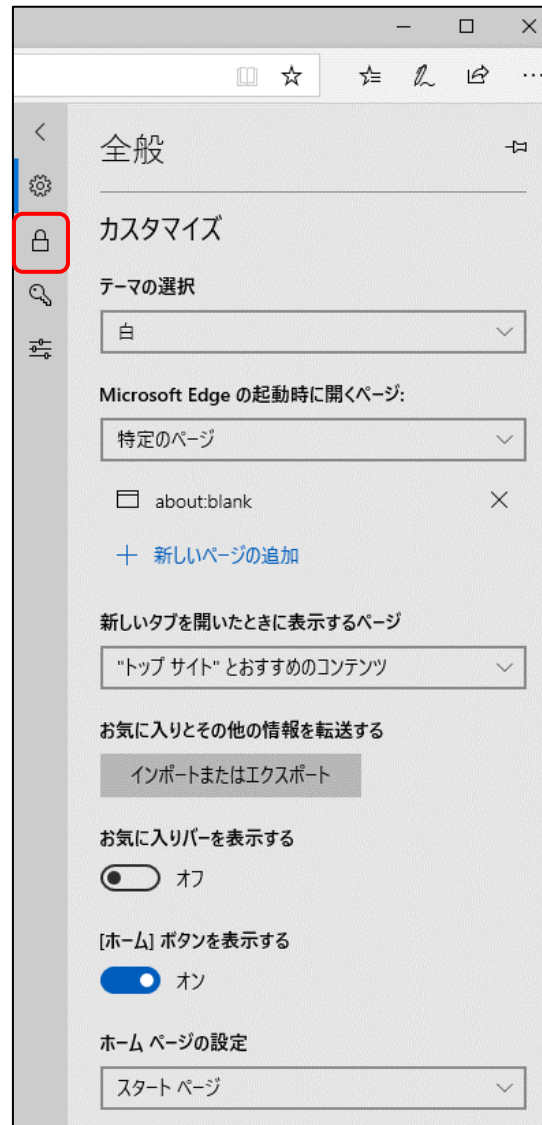 全般
カスタマイズ
テーマの選択
白
Microsoft Edge の起動時に開くページ:
特定のページ
about:blank
新しいページの追加
新しいタブを開いたときに表示するページ
"トップ サイト" とおすすめのコンテンツ
お気に入りとその他の情報を転送する
インポートまたはエクスポート
お気に入りバーを表示する
オフ
[ホーム] ボタンを表示する
オン
ホーム ページの設定
スタート ページ